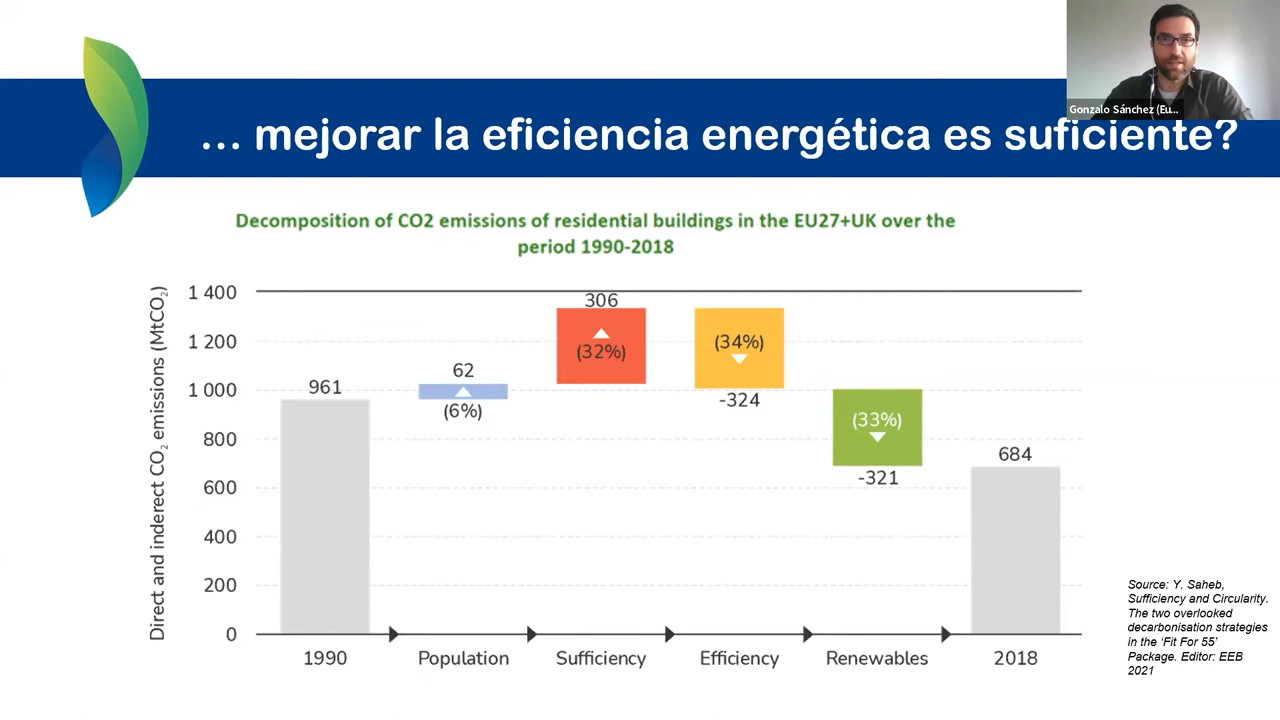 Gonzalo Sánchez (Eu...
... mejorar la eficiencia energética es suficiente?
Decomposition of CO2 emissions of residential buildings in the EU27+UK over the
period 1990-2018
Direct and inderect CO₂ emissions (MtCO₂)
1 400
1 200
1 000
800
600
400
200
0
961
62
(6%)
306
(32%)
(34%)
-324
(33%)
-321
684
1990
Population
Sufficiency
Efficiency
Renewables
2018
Source: Y. Saheb,
Sufficiency and Circularity.
The two overlooked
decarbonisation strategies
in the ‘Fit For 55’
Package. Editor: EEB
2021